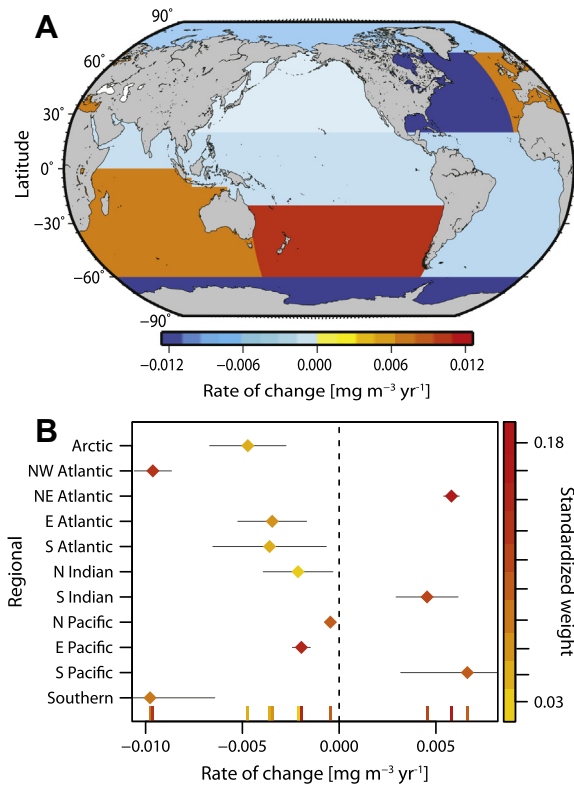 A
90˚
60˚
30˚
0˚
−30˚
−60˚
−90˚
Latitude
−0.012 −0.006 0.000 0.006 0.012
Rate of change [mg m⁻³ yr⁻¹]
B
Regional
Arctic
NW Atlantic
NE Atlantic
E Atlantic
S Atlantic
N Indian
S Indian
N Pacific
E Pacific
S Pacific
Southern
−0.010 −0.005 0.000 0.005
Rate of change [mg m⁻³ yr⁻¹]
0.18
0.03
Standardized weight